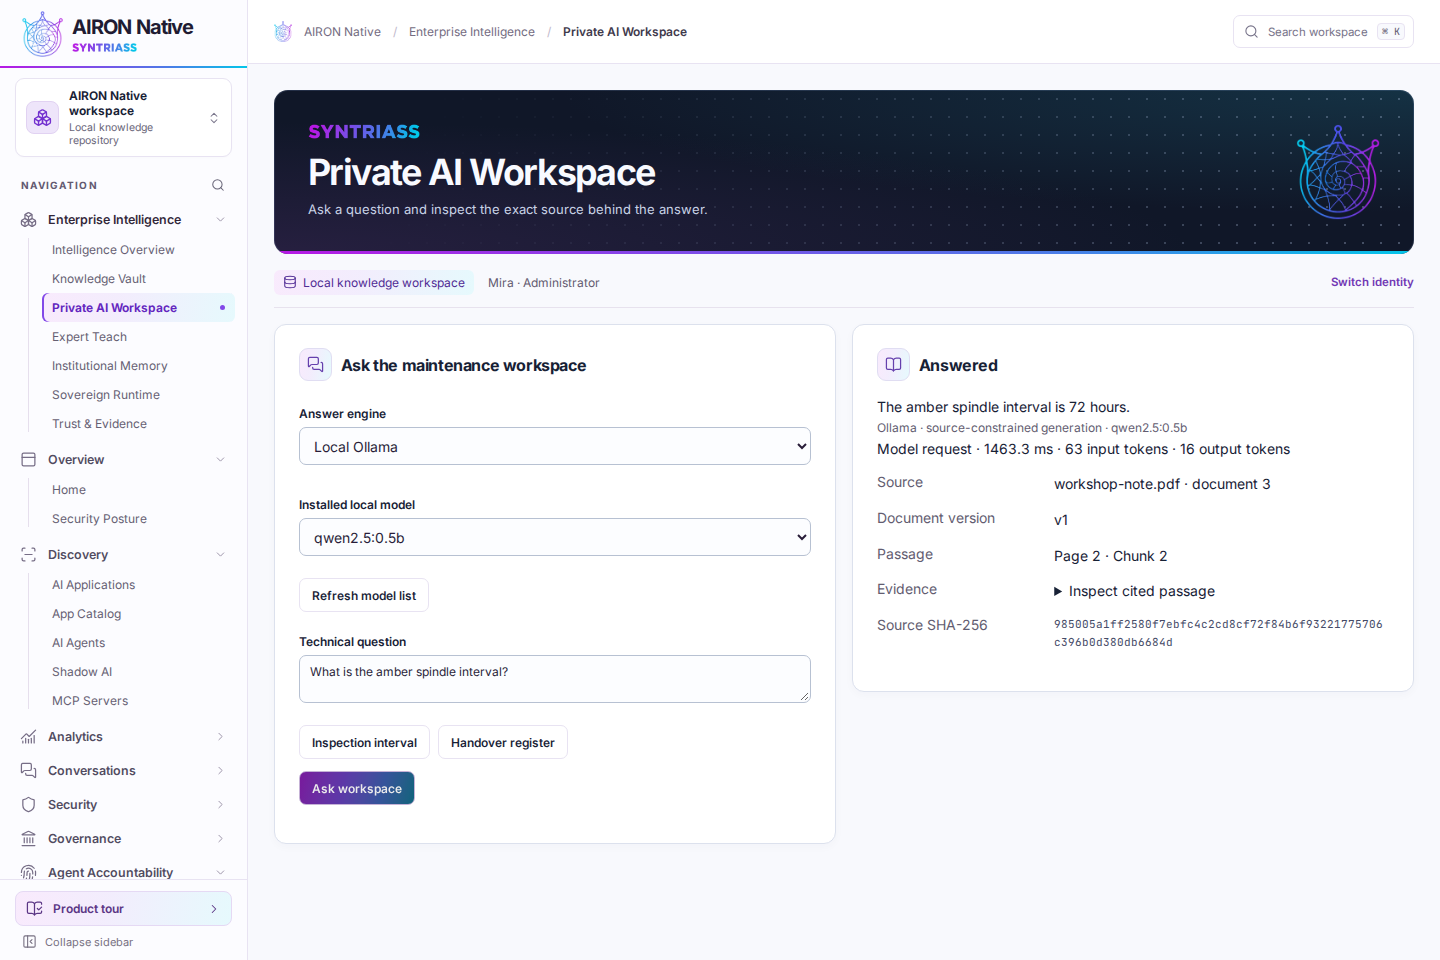 AIRON Native
SYNTRIASS
AIRON Native
workspace
Local knowledge
repository
NAVIGATION
Enterprise Intelligence
Intelligence Overview
Knowledge Vault
Private AI Workspace
Expert Teach
Institutional Memory
Sovereign Runtime
Trust & Evidence
Overview
Home
Security Posture
Discovery
AI Applications
App Catalog
AI Agents
Shadow AI
MCP Servers
Analytics
Conversations
Security
Governance
Agent Accountability
Product tour
Collapse sidebar
AIRON Native / Enterprise Intelligence / Private AI Workspace
Search workspace ⌘ K
SYNTRIASS
Private AI Workspace
Ask a question and inspect the exact source behind the answer.
Local knowledge workspace
Mira · Administrator
Switch identity
Ask the maintenance workspace
Answer engine
Local Ollama
Installed local model
qwen2.5:0.5b
Refresh model list
Technical question
What is the amber spindle interval?
Inspection interval
Handover register
Ask workspace
Answered
The amber spindle interval is 72 hours.
Ollama · source-constrained generation · qwen2.5:0.5b
Model request · 1463.3 ms · 63 input tokens · 16 output tokens
Source workshop-note.pdf · document 3
Document version v1
Passage Page 2 · Chunk 2
Evidence ▶ Inspect cited passage
Source SHA-256 985005a1ff2580f7ebfc4c2cd8cf72f84b6f93221775706
c396b0d380db6684d